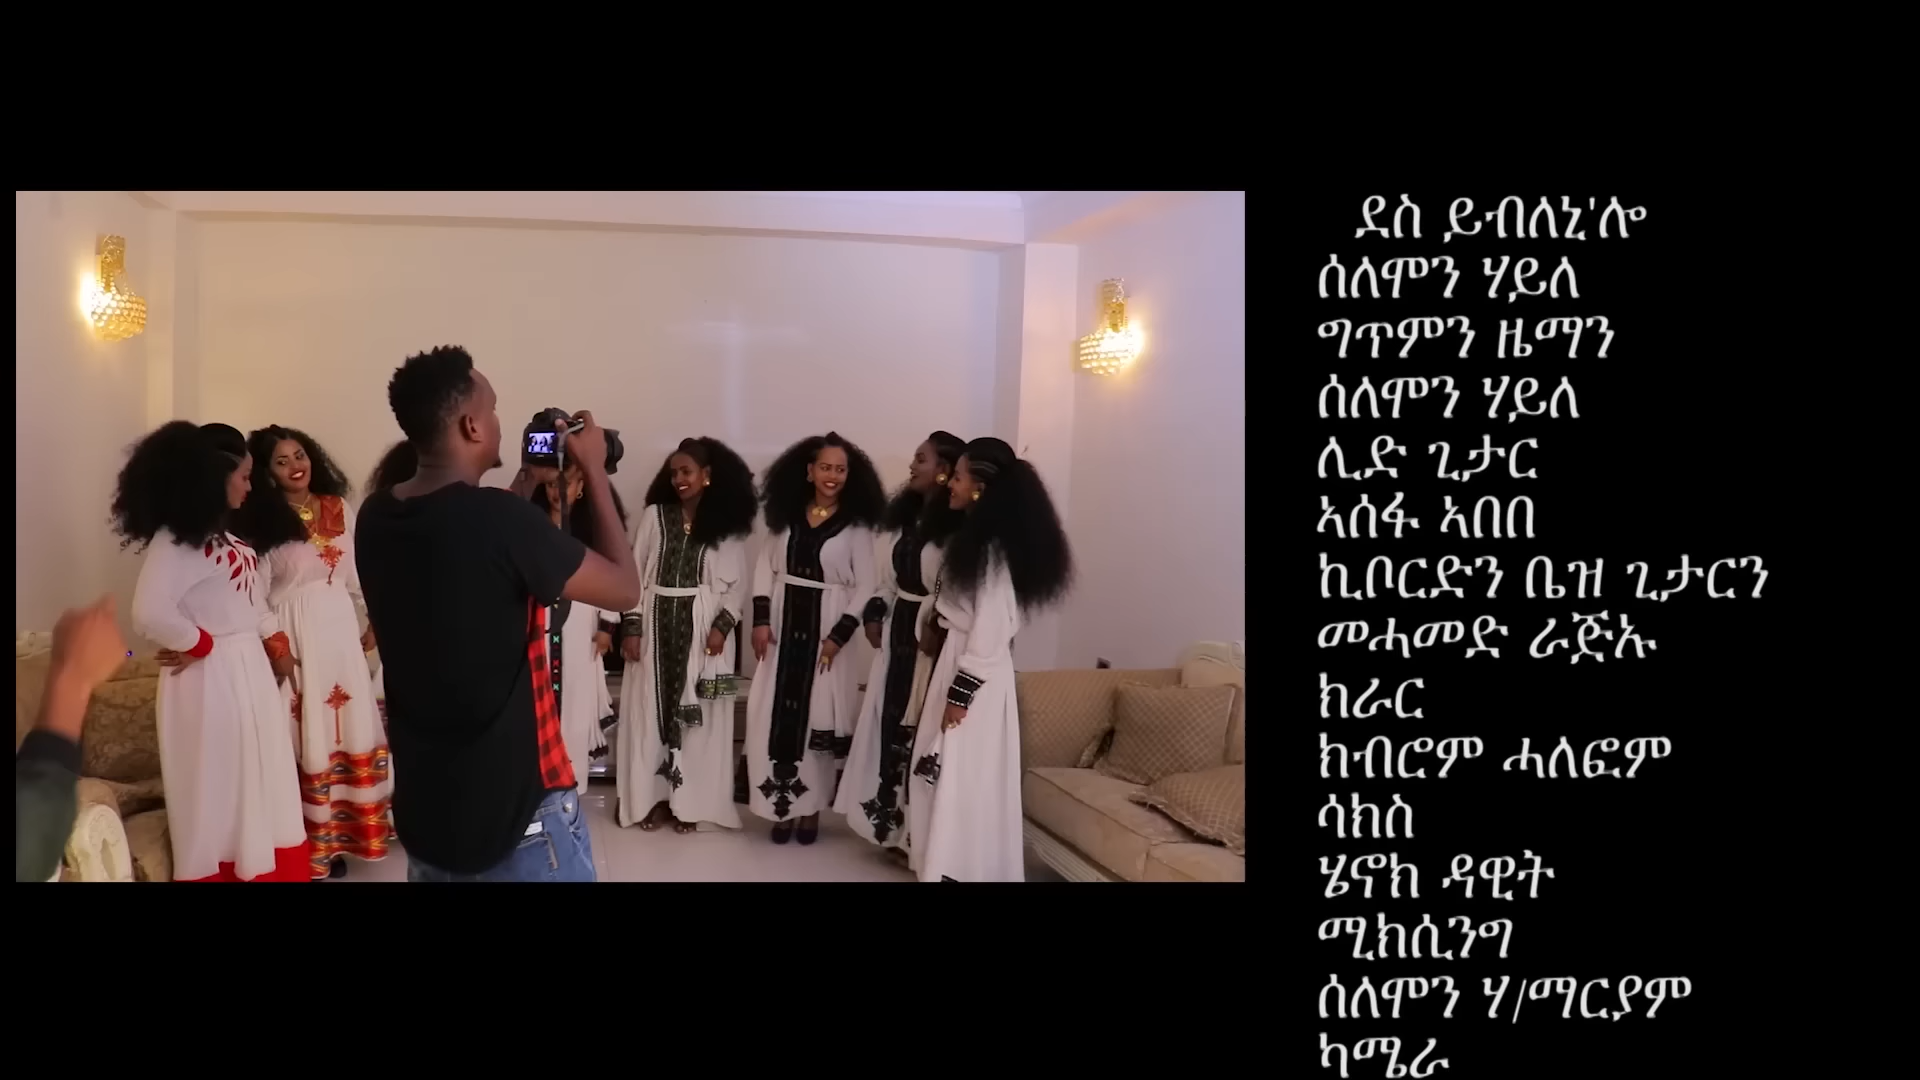 ደስ ይብለኒ'ሎ
ሰለሞን ሃይለ
ግጥምን ዜማን
ሰለሞን ሃይለ
ሊድ ጊታር
ኣሰፋ ኣበበ
ኪቦርድን ቤዝ ጊታርን
መሓመድ ራጅኡ
ክራር
ክብሮም ሓለፎም
ሳክስ
ሄኖክ ዳዊት
ሚክሲንግ
ሰለሞን ሃ/ማርያም
ካሜራ